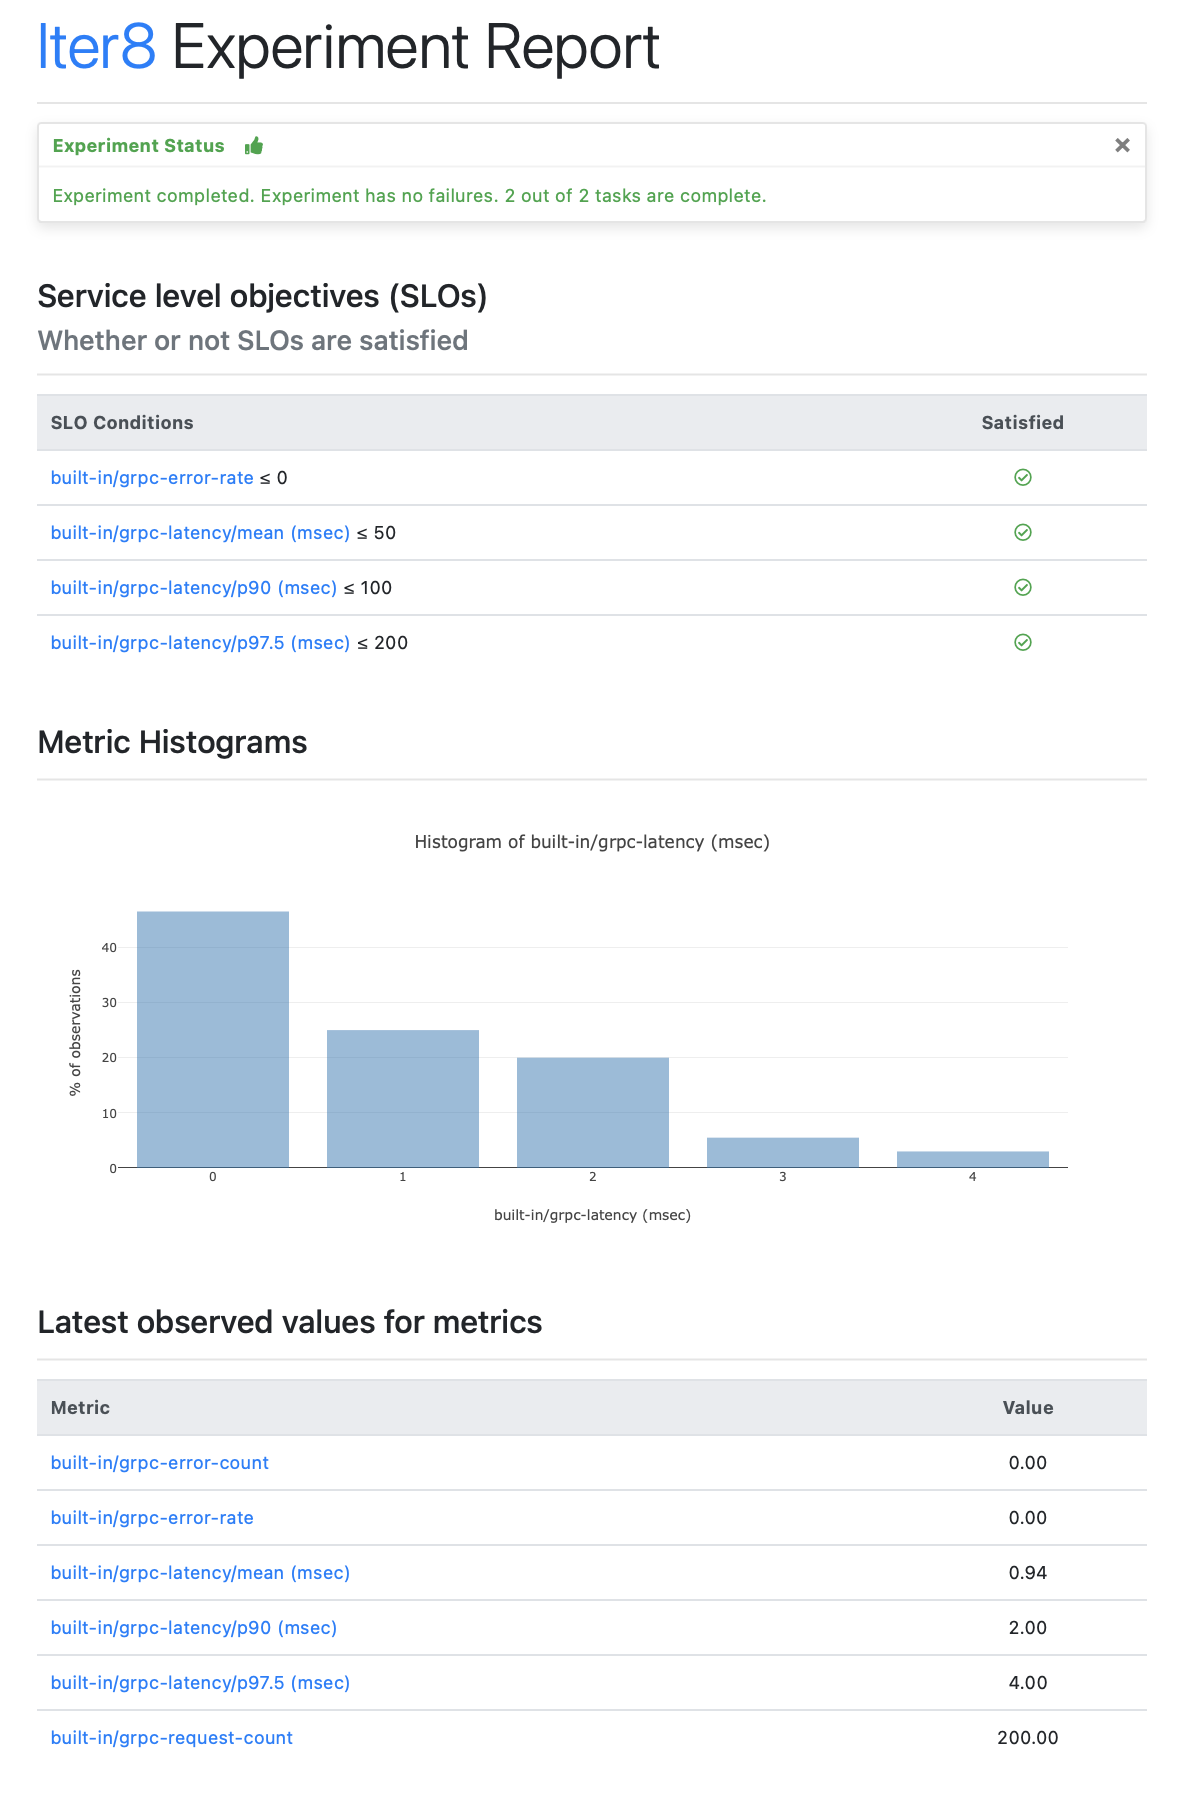 Iter8 Experiment Report
Experiment Status
Experiment completed. Experiment has no failures. 2 out of 2 tasks are complete.
Service level objectives (SLOs)
Whether or not SLOs are satisfied
SLO Conditions Satisfied
built-in/grpc-error-rate ≤ 0
built-in/grpc-latency/mean (msec) ≤ 50
built-in/grpc-latency/p90 (msec) ≤ 100
built-in/grpc-latency/p97.5 (msec) ≤ 200
Metric Histograms
Histogram of built-in/grpc-latency (msec)
% of observations
40
30
20
10
0
0 1 2 3 4
built-in/grpc-latency (msec)
Latest observed values for metrics
Metric Value
built-in/grpc-error-count 0.00
built-in/grpc-error-rate 0.00
built-in/grpc-latency/mean (msec) 0.94
built-in/grpc-latency/p90 (msec) 2.00
built-in/grpc-latency/p97.5 (msec) 4.00
built-in/grpc-request-count 200.00